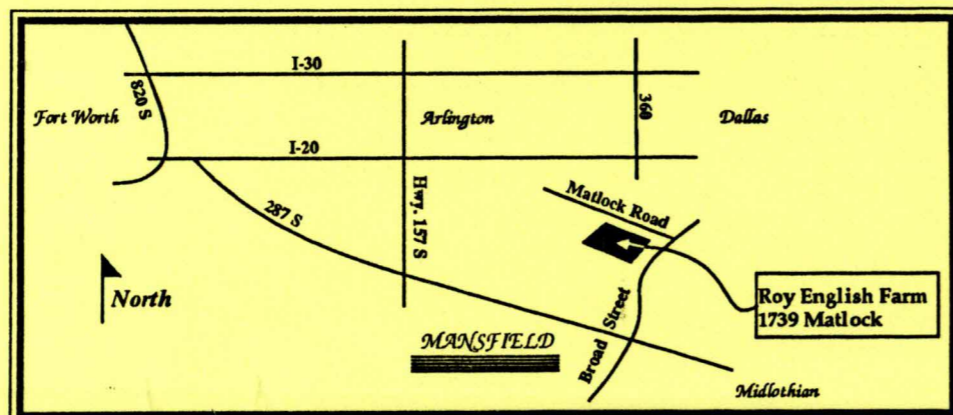 I-30
820 S
Fort Worth
Arlington
360
Dallas
I-20
Hwy. 157 S
Matlock Road
287 S
North
Roy English Farm
1739 Matlock
Broad Street
MANSFIELD
Midlothian